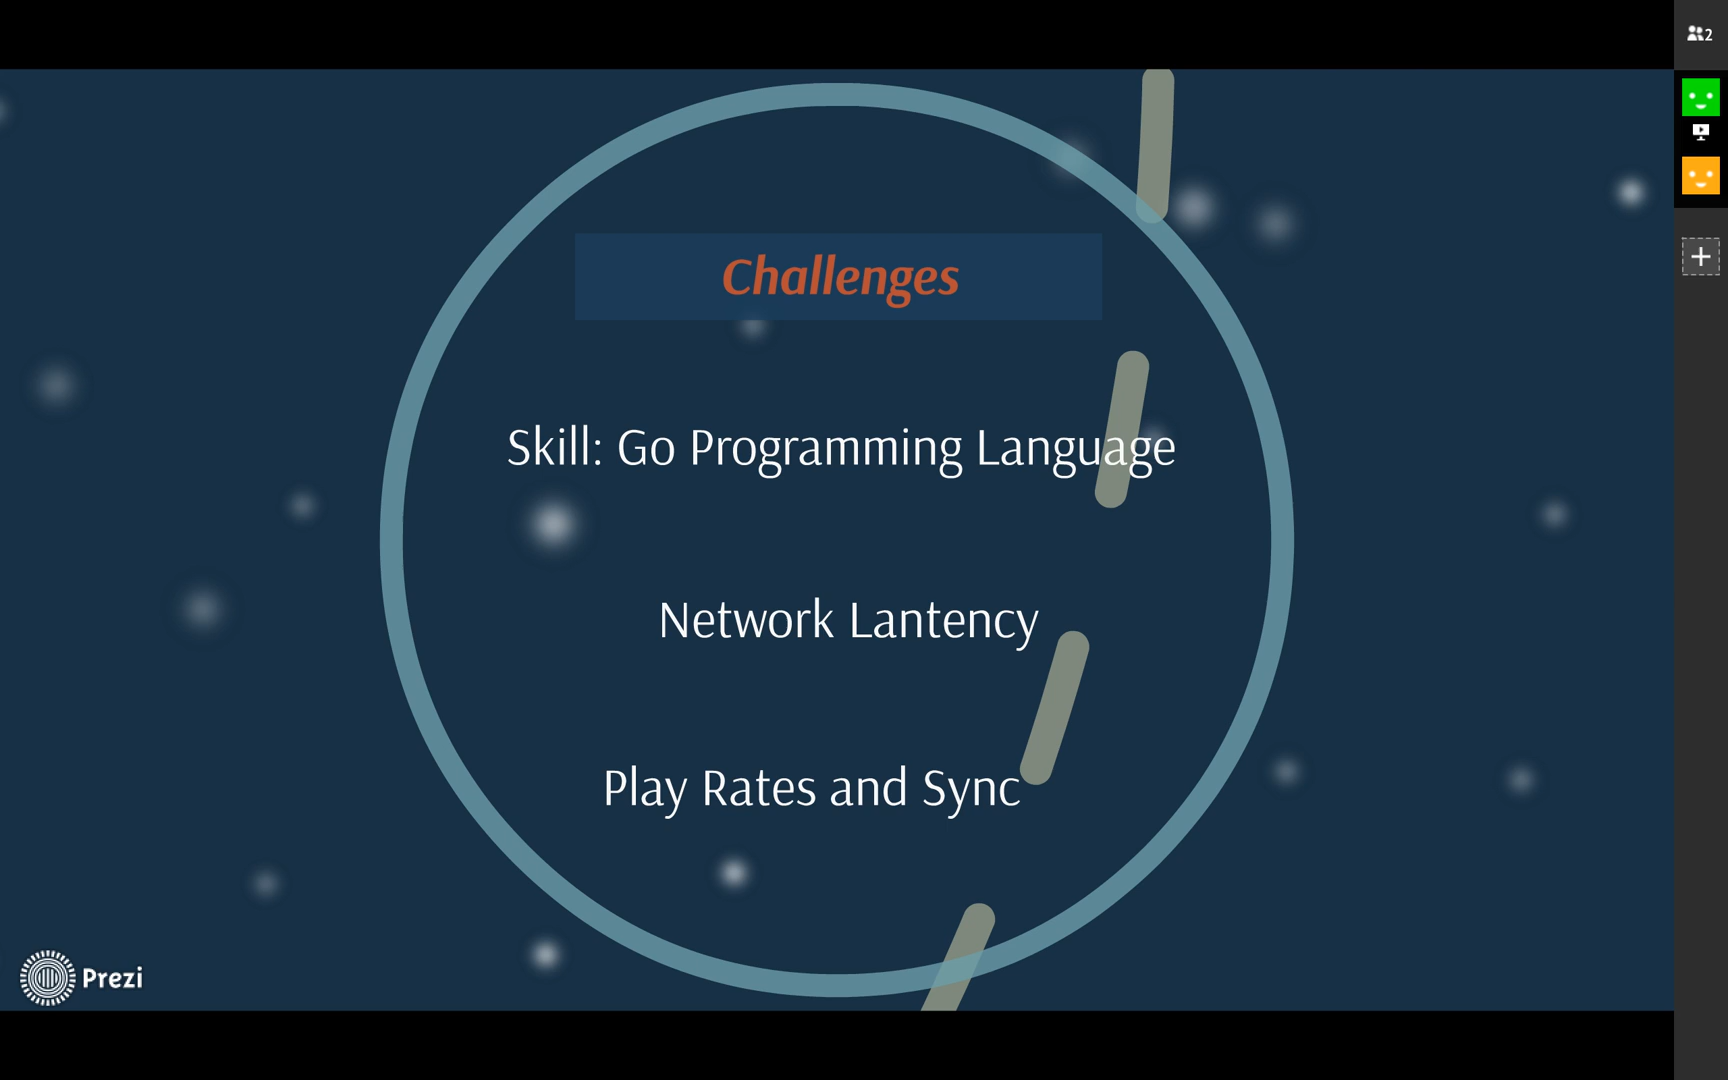 2
Challenges
Skill: Go Programming Language
Network Lantency
Play Rates and Sync
Prezi